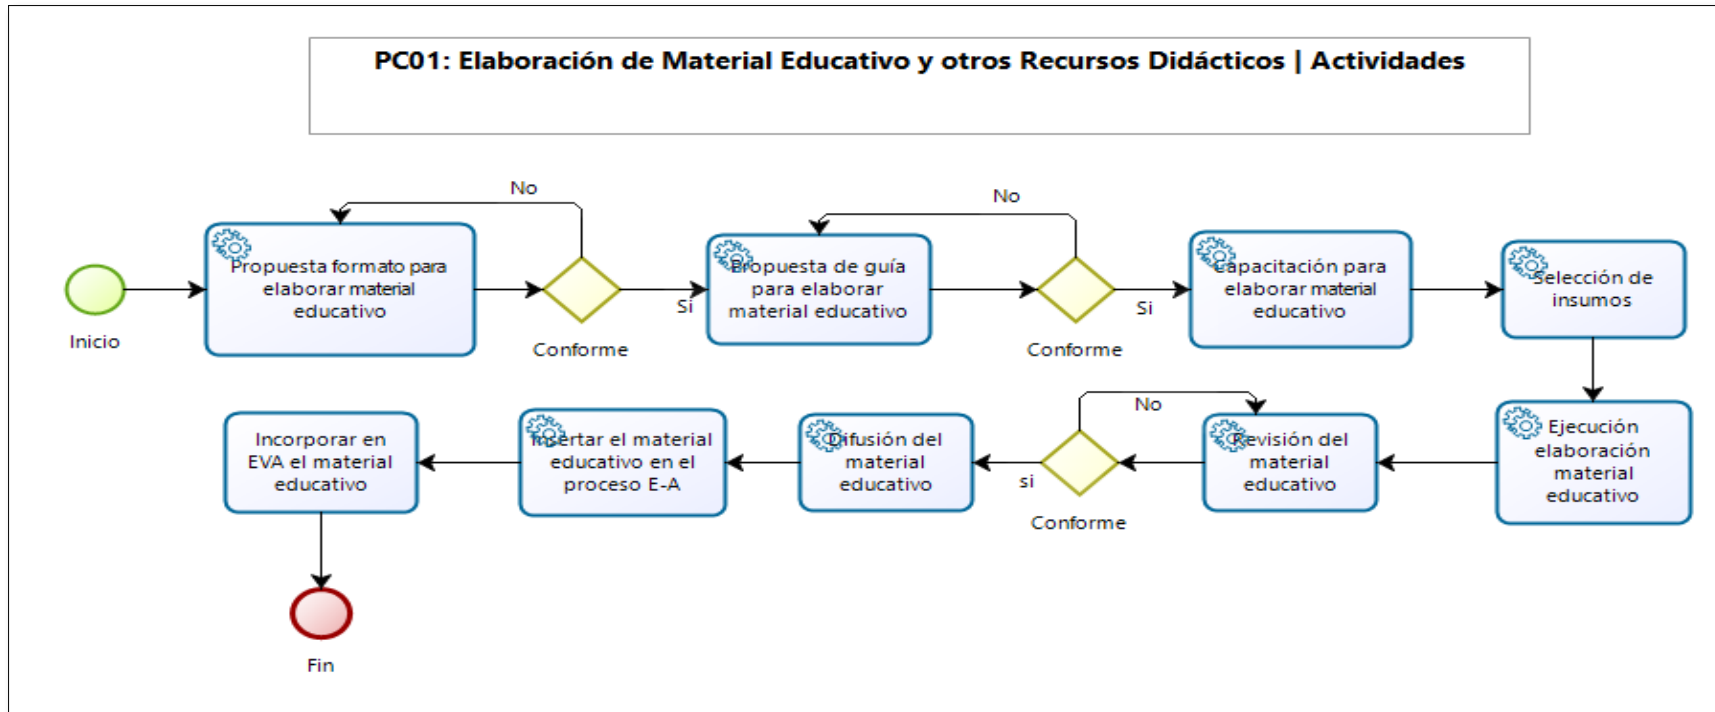 PC01: Elaboración de Material Educativo y otros Recursos Didácticos | Actividades
No
No
Propuesta formato para
elaborar material
educativo
Propuesta de guía
para elaborar
material educativo
Capacitación para
elaborar material
educativo
Selección de
insumos
Si
Si
Inicio
Conforme
Conforme
No
Incorporar en
EVA el material
educativo
Insertar el material
educativo en el
proceso E-A
Difusión del
material
educativo
si
Revisión del
material
educativo
Ejecución
elaboración
material
educativo
Conforme
Fin